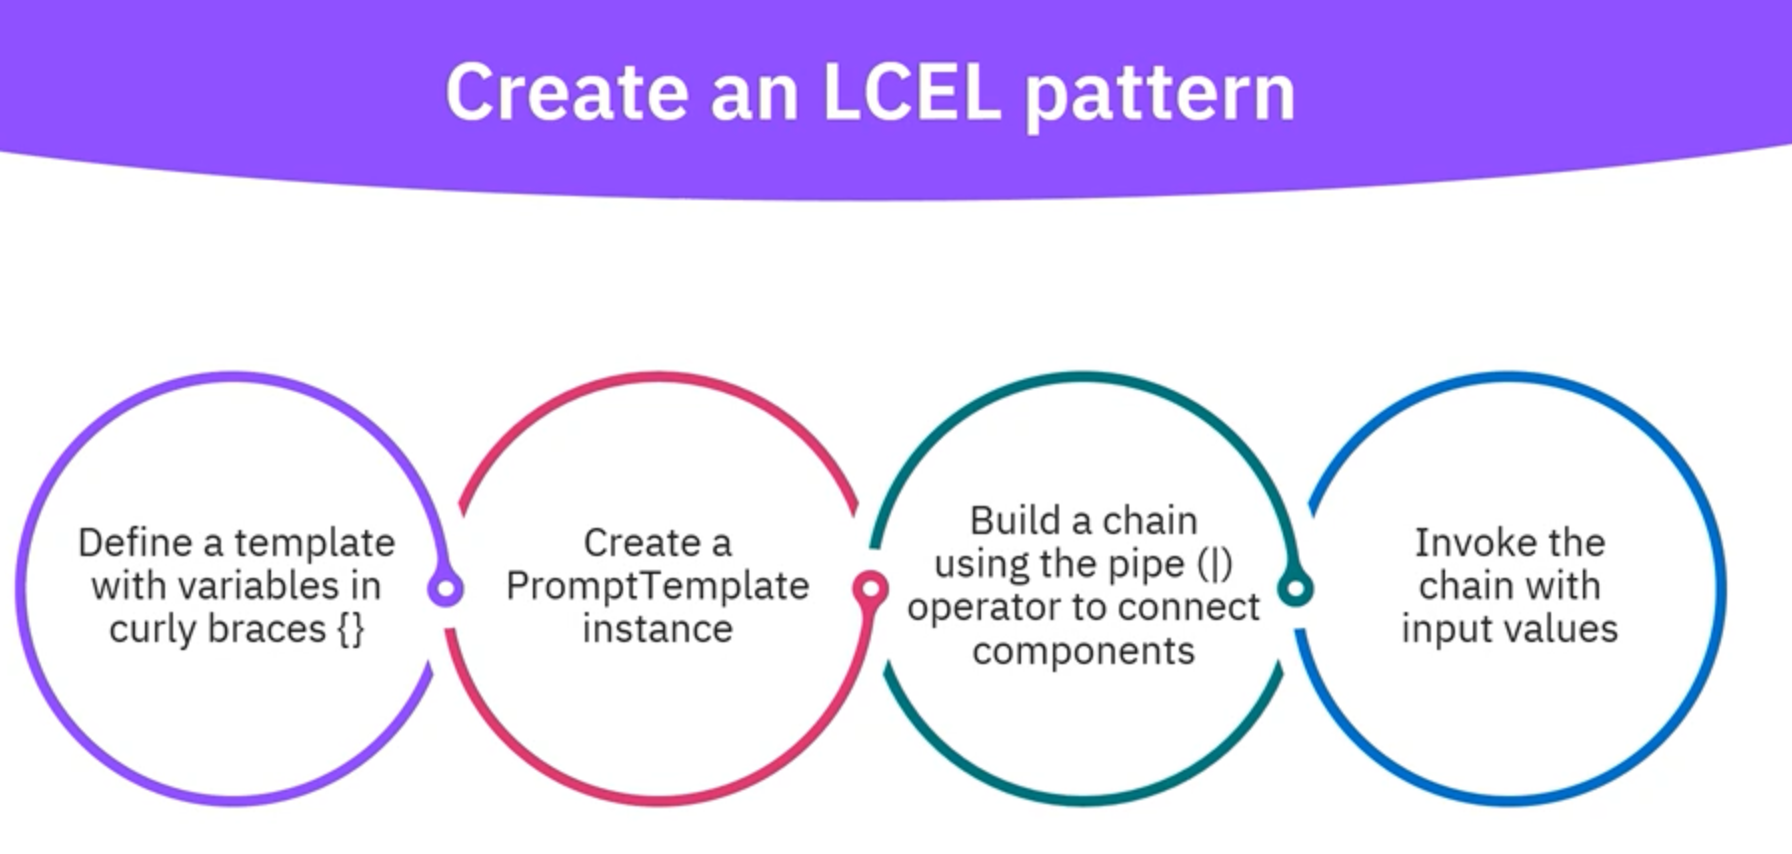 Create an LCEL pattern
Define a template
with variables in
curly braces {}
Create a
PromptTemplate
instance
Build a chain
using the pipe (|)
operator to connect
components
Invoke the
chain with
input values